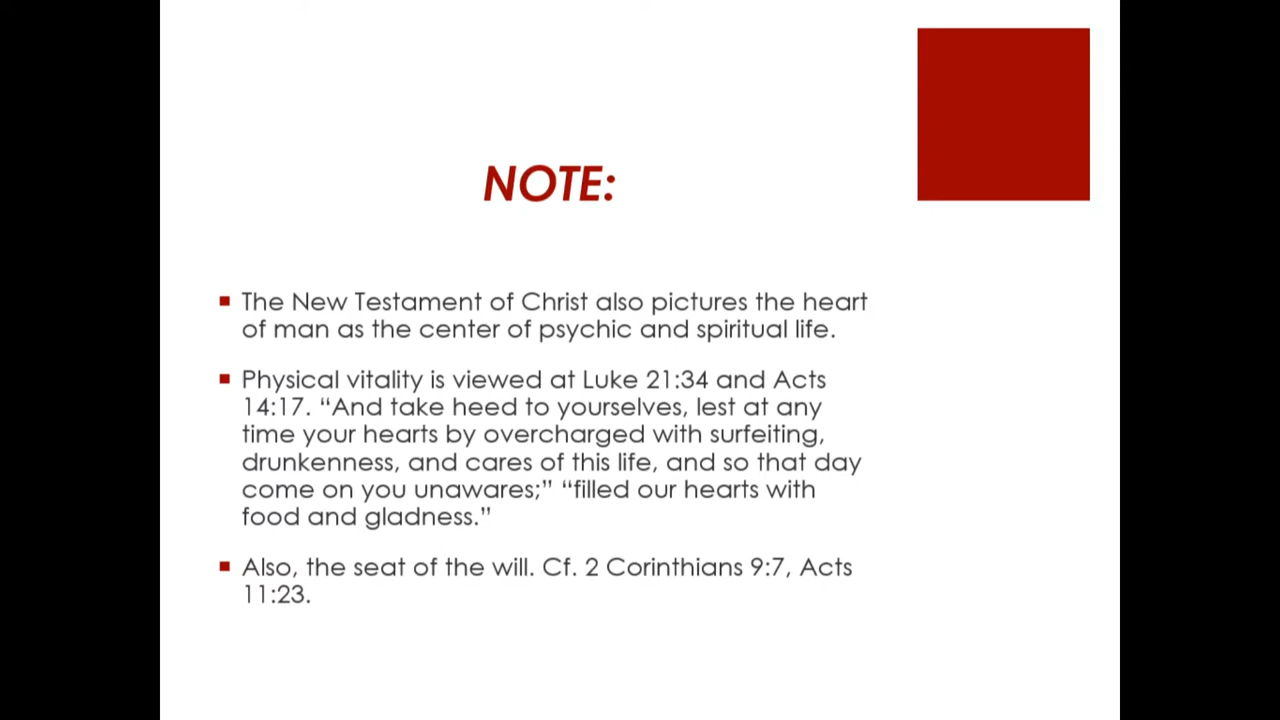 NOTE:
The New Testament of Christ also pictures the heart
of man as the center of psychic and spiritual life.
Physical vitality is viewed at Luke 21:34 and Acts
14:17. “And take heed to yourselves, lest at any
time your hearts by overcharged with surfeiting,
drunkenness, and cares of this life, and so that day
come on you unawares;” “filled our hearts with
food and gladness.”
Also, the seat of the will. Cf. 2 Corinthians 9:7, Acts
11:23.